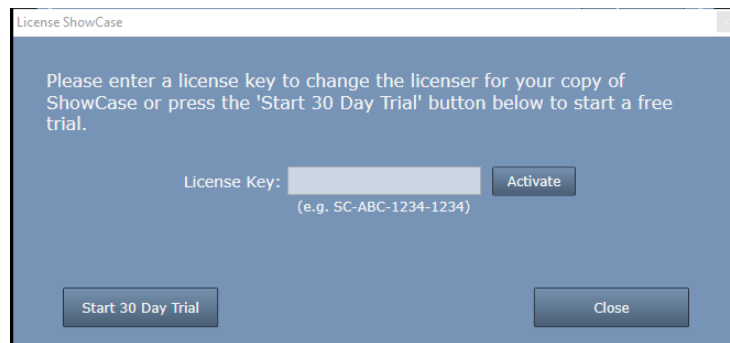 License ShowCase
Please enter a license key to change the licenser for your copy of
ShowCase or press the 'Start 30 Day Trial' button below to start a free
trial.
License Key:
Activate
(e.g. SC-ABC-1234-1234)
Start 30 Day Trial
Close